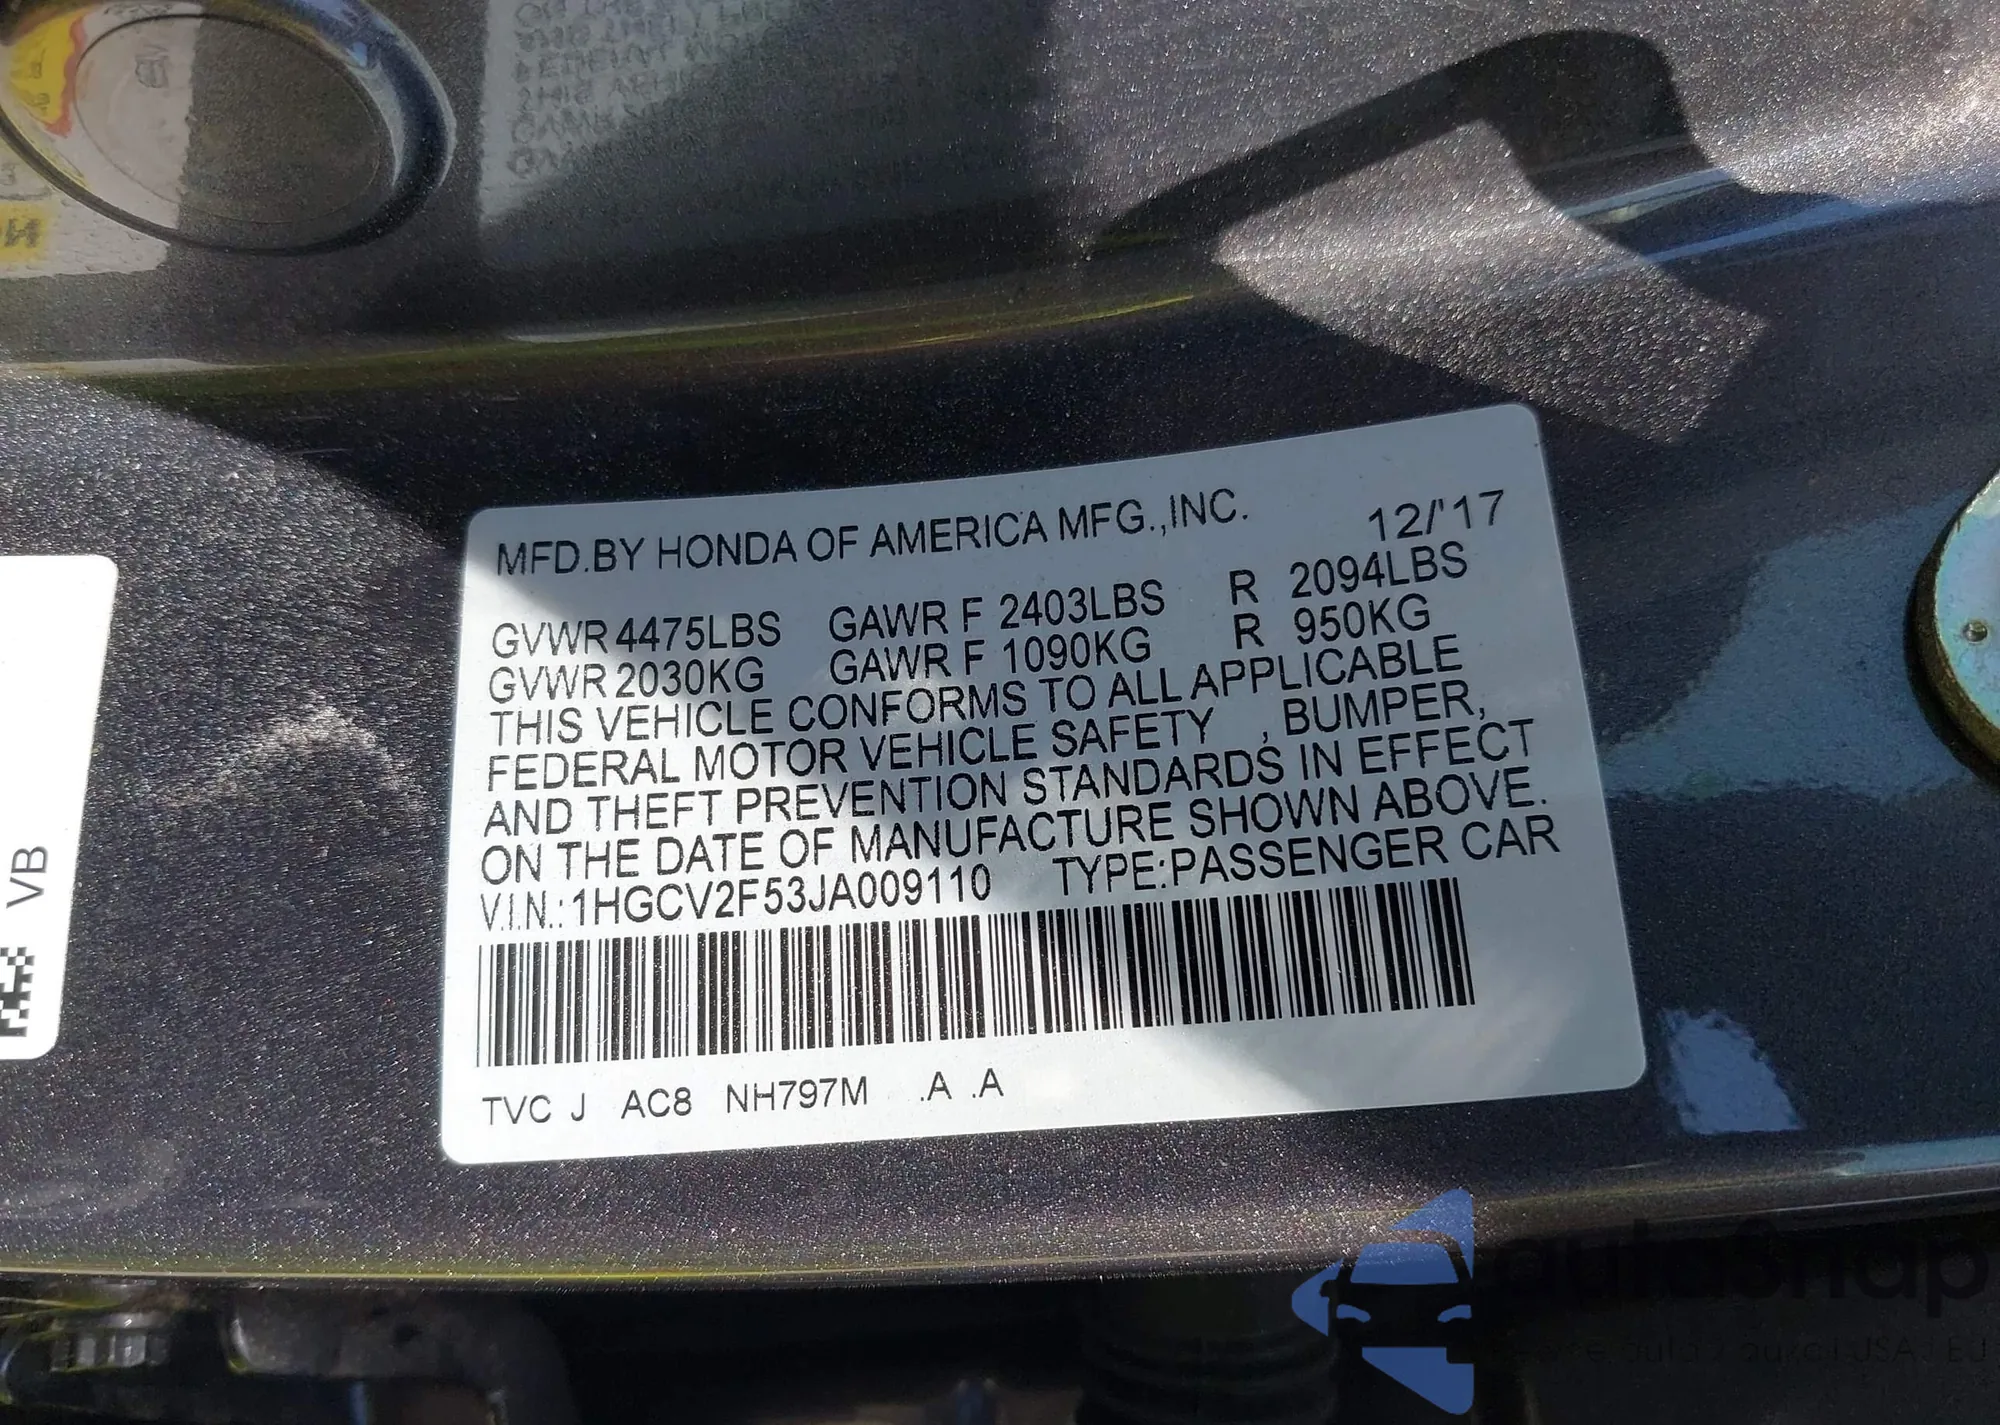 MFD.BY HONDA OF AMERICA MFG.,INC. 12/'17
GVWR 4475LBS GAWR F 2403LBS R 2094LBS
GVWR 2030KG GAWR F 1090KG R 950KG
THIS VEHICLE CONFORMS TO ALL APPLICABLE
FEDERAL MOTOR VEHICLE SAFETY , BUMPER,
AND THEFT PREVENTION STANDARDS IN EFFECT
ON THE DATE OF MANUFACTURE SHOWN ABOVE.
V.I.N.: 1HGCV2F53JA009110 TYPE:PASSENGER CAR
TVC J AC8 NH797M .A .A
VB
autoSnap